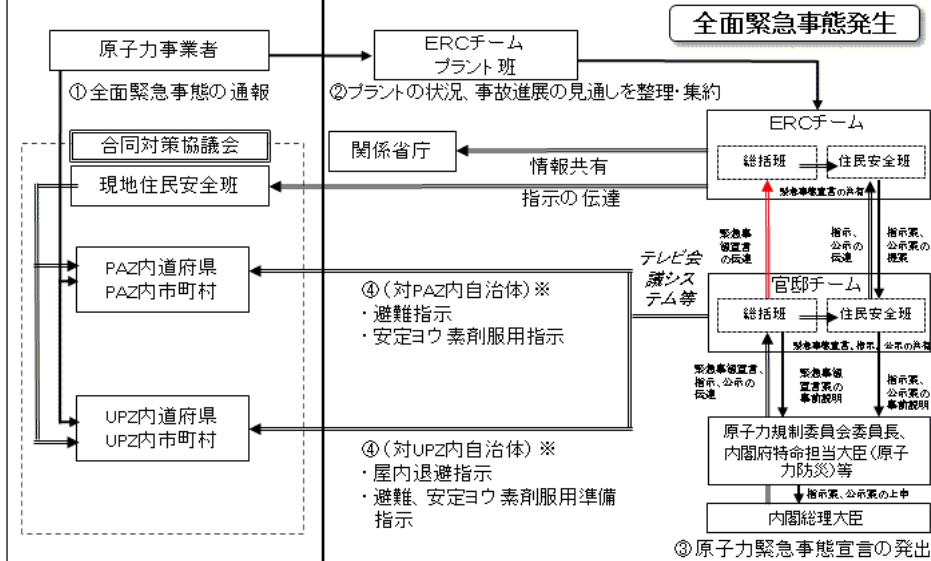 全面緊急事態発生
原子力事業者
ERCチーム
プラント班
①全面緊急事態の通報
②プラントの状況、事故進展の見通しを整理・集約
ERCチーム
総括班
住民安全班
緊急事態宣言の共有
関係省庁
情報共有
指示の伝達
合同対策協議会
現地住民安全班
緊急事
態宣言
の伝達
指示、
公示の
伝達
指示案、
公示案の
提案
テレビ会
議シス
テム等
官邸チーム
総括班
住民安全班
緊急事態宣言、指示、公示の共有
PAZ内道府県
PAZ内市町村
④(対PAZ内自治体)※
・避難指示
・安定ヨウ素剤服用指示
緊急事態宣言、
指示、公示の
伝達
緊急事態
宣言案の
事前説明
指示案、
公示案の
事前説明
UPZ内道府県
UPZ内市町村
④(対UPZ内自治体)※
・屋内退避指示
・避難、安定ヨウ素剤服用準備
指示
原子力規制委員会委員長、
内閣府特命担当大臣(原子
力防災)等
指示案、公示案の上申
内閣総理大臣
③原子力緊急事態宣言の発出